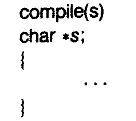 compile(s)
char *s;
{
...
}